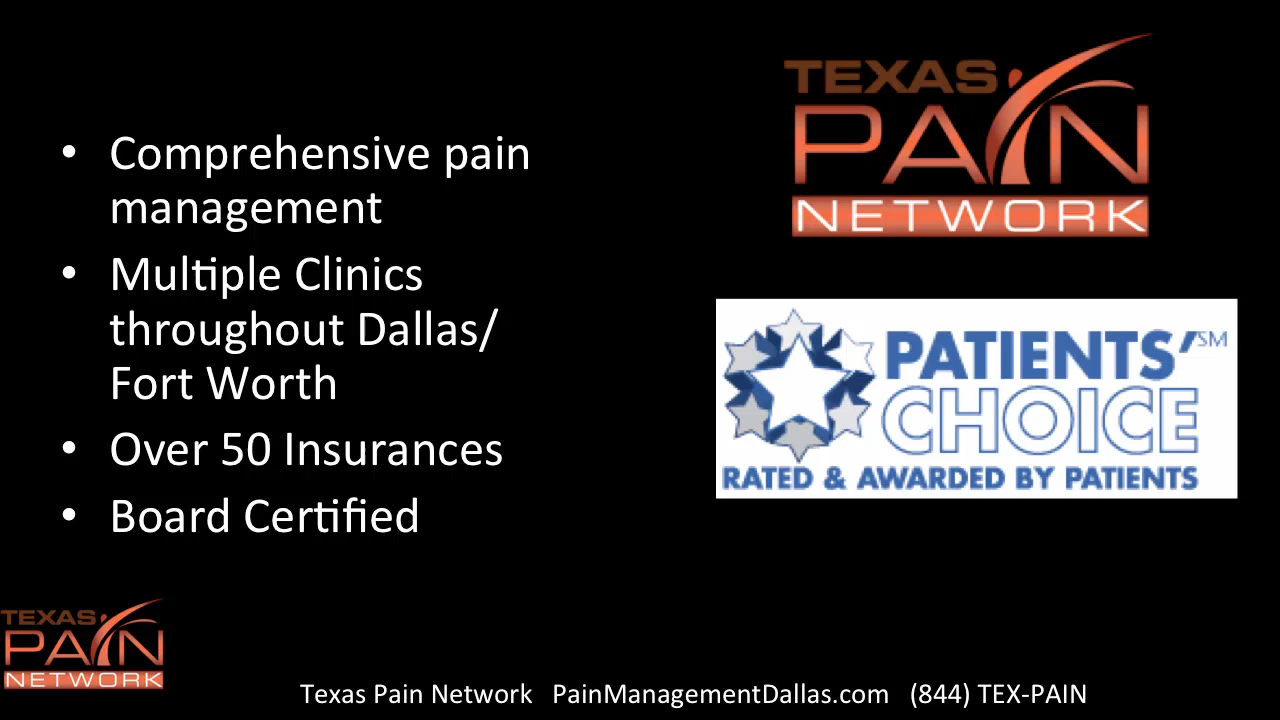 • Comprehensive pain
management
• Multiple Clinics
throughout Dallas/
Fort Worth
• Over 50 Insurances
• Board Certified
TEXAS
PAIN
NETWORK
PATIENTS’℠
CHOICE
RATED & AWARDED BY PATIENTS
TEXAS
PAIN
NETWORK
Texas Pain Network PainManagementDallas.com (844) TEX-PAIN